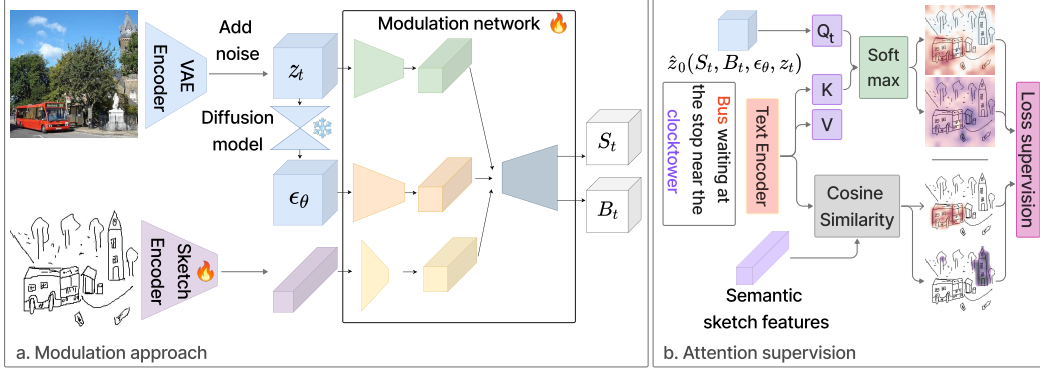 VAE
Encoder
Add
noise
z_t
Diffusion
model
ϵ_θ
Sketch
Encoder
Modulation network
S_t
B_t
a. Modulation approach
ẑ_0(S_t, B_t, ϵ_θ, z_t)
Bus waiting at
the stop near the
clocktower
Text Encoder
Q_t
K
V
Soft
max
Cosine
Similarity
Semantic
sketch features
Loss supervision
b. Attention supervision